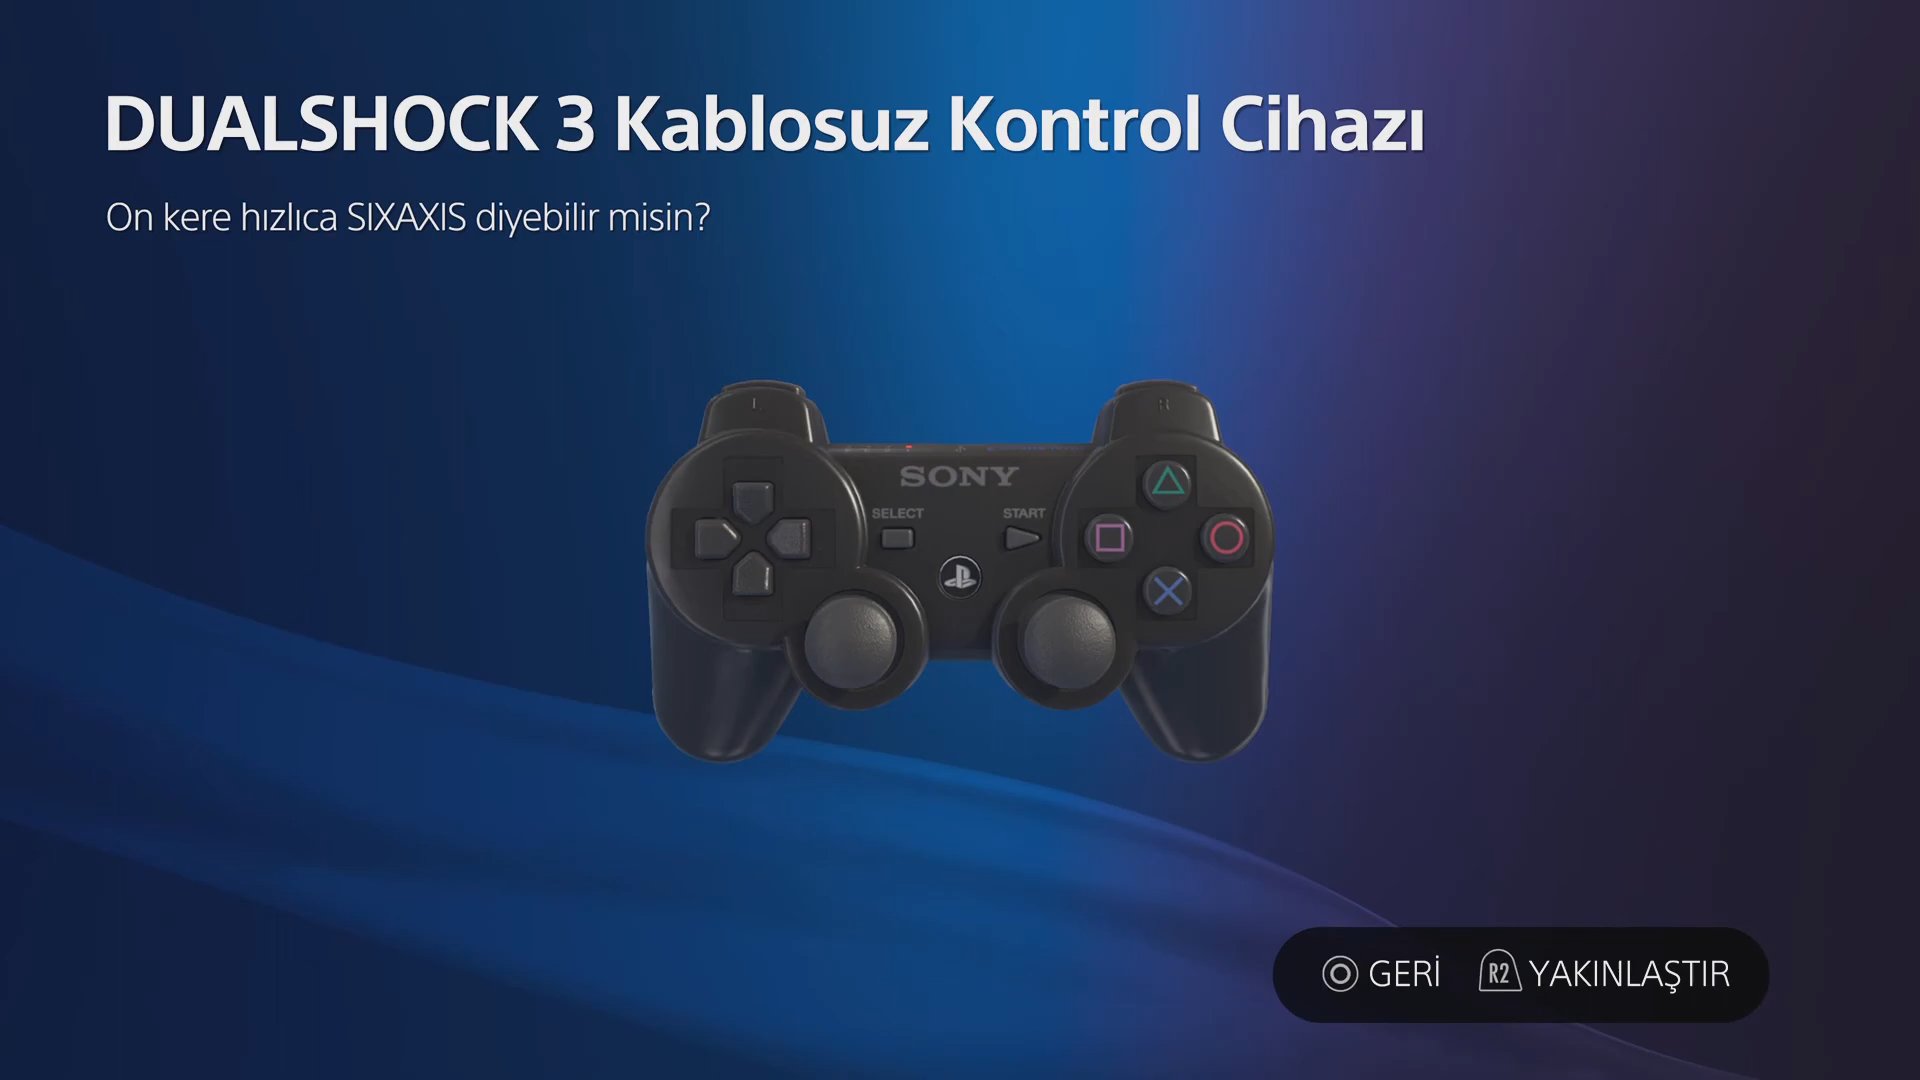 DUALSHOCK 3 Kablosuz Kontrol Cihazı
On kere hızlıca SIXAXIS diyebilir misin?
L R
SONY
SELECT START
GERİ R2 YAKINLAŞTIR